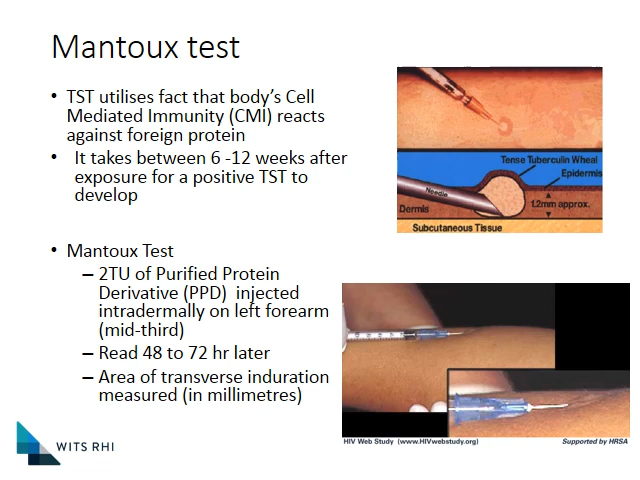 Mantoux test
• TST utilises fact that body's Cell
Mediated Immunity (CMI) reacts
against foreign protein
• It takes between 6 -12 weeks after
exposure for a positive TST to
develop
• Mantoux Test
– 2TU of Purified Protein
Derivative (PPD) injected
intradermally on left forearm
(mid-third)
– Read 48 to 72 hr later
– Area of transverse induration
measured (in millimetres)
Tense Tuberculin Wheal
Epidermis
Needle
1.2mm approx.
Dermis
Subcutaneous Tissue
HIV Web Study (www.HIVwebstudy.org)
Supported by HRSA
WITS RHI